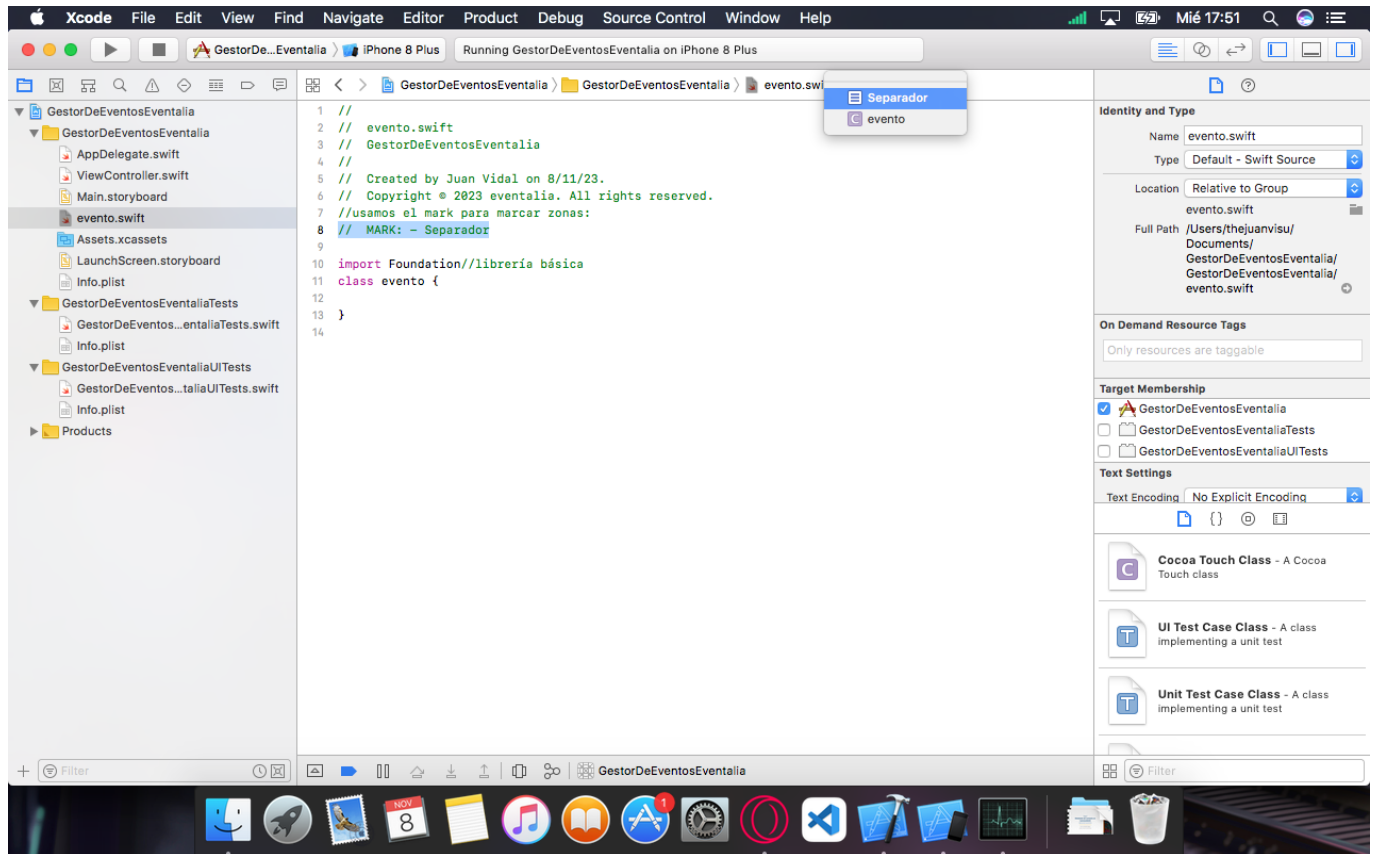 Xcode File Edit View Find Navigate Editor Product Debug Source Control Window Help Mié 17:51
GestorDe...Eventalia iPhone 8 Plus Running GestorDeEventosEventalia on iPhone 8 Plus
GestorDeEventosEventalia
GestorDeEventosEventalia
AppDelegate.swift
ViewController.swift
Main.storyboard
evento.swift
Assets.xcassets
LaunchScreen.storyboard
Info.plist
GestorDeEventosEventaliaTests
GestorDeEventos...entaliaTests.swift
Info.plist
GestorDeEventosEventaliaUITests
GestorDeEventos...taliaUITests.swift
Info.plist
Products
Filter
GestorDeEventosEventalia GestorDeEventosEventalia evento.swi
Separador
C evento
1 //
2 // evento.swift
3 // GestorDeEventosEventalia
4 //
5 // Created by Juan Vidal on 8/11/23.
6 // Copyright © 2023 eventalia. All rights reserved.
7 //usamos el mark para marcar zonas:
8 // MARK: - Separador
9
10 import Foundation//librería básica
11 class evento {
12
13 }
14
GestorDeEventosEventalia
Identity and Type
Name evento.swift
Type Default - Swift Source
Location Relative to Group
evento.swift
Full Path /Users/thejuanvisu/
Documents/
GestorDeEventosEventalia/
GestorDeEventosEventalia/
evento.swift
On Demand Resource Tags
Only resources are taggable
Target Membership
GestorDeEventosEventalia
GestorDeEventosEventaliaTests
GestorDeEventosEventaliaUITests
Text Settings
Text Encoding No Explicit Encoding
{}
C
Cocoa Touch Class - A Cocoa
Touch class
T
UI Test Case Class - A class
implementing a unit test
T
Unit Test Case Class - A class
implementing a unit test
Filter
NOV
8
1